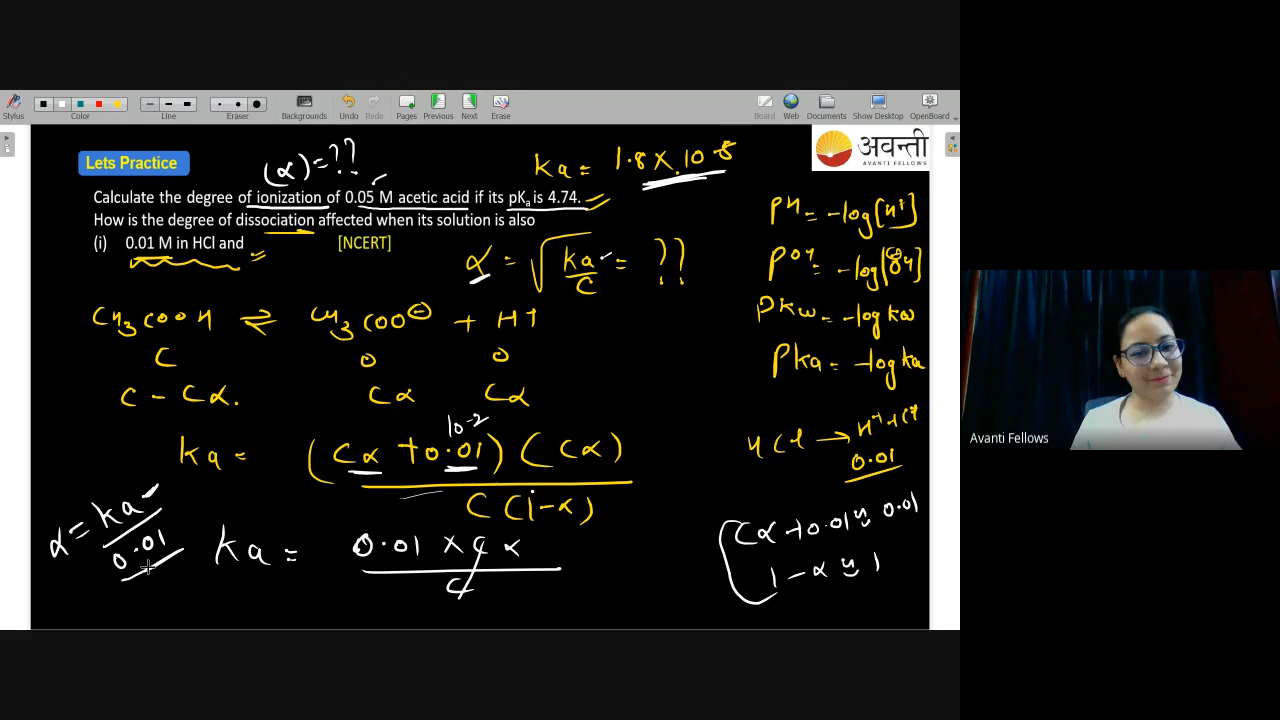 Stylus
Color
Line
Eraser
Backgrounds
Undo
Redo
Pages
Previous
Next
Erase
Board
Web
Documents
Show Desktop
OpenBoard
Lets Practice
(α) = ??
ka = 1.8 × 10⁻⁵
अवन्ती
AVANTI FELLOWS
Calculate the degree of ionization of 0.05 M acetic acid if its pKₐ is 4.74.
How is the degree of dissociation affected when its solution is also
(i) 0.01 M in HCl and [NCERT]
α = √ka/C = ??
pH = -log[H⁺]
pOH = -log[OH]
pKw = -log kw
pka = -log ka
CH₃COOH ⇌ CH₃COO⊖ + H+
C 0 0
C - Cα. Cα Cα
10⁻²
ka = (Cα + 0.01) (Cα)
C (1-α)
HCl → H⁺ + Cl⁻
0.01
α = ka
0.01
ka = 0.01 × C α
C
Cα + 0.01 ≈ 0.01
1 - α ≈ 1
Avanti Fellows